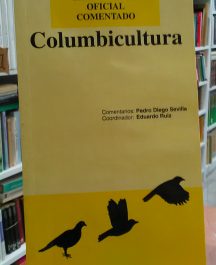 OFICIAL
COMENTADO
Columbicultura
Comentarios: Pedro Diego Sevilla
Coordinador: Eduardo Ruiz